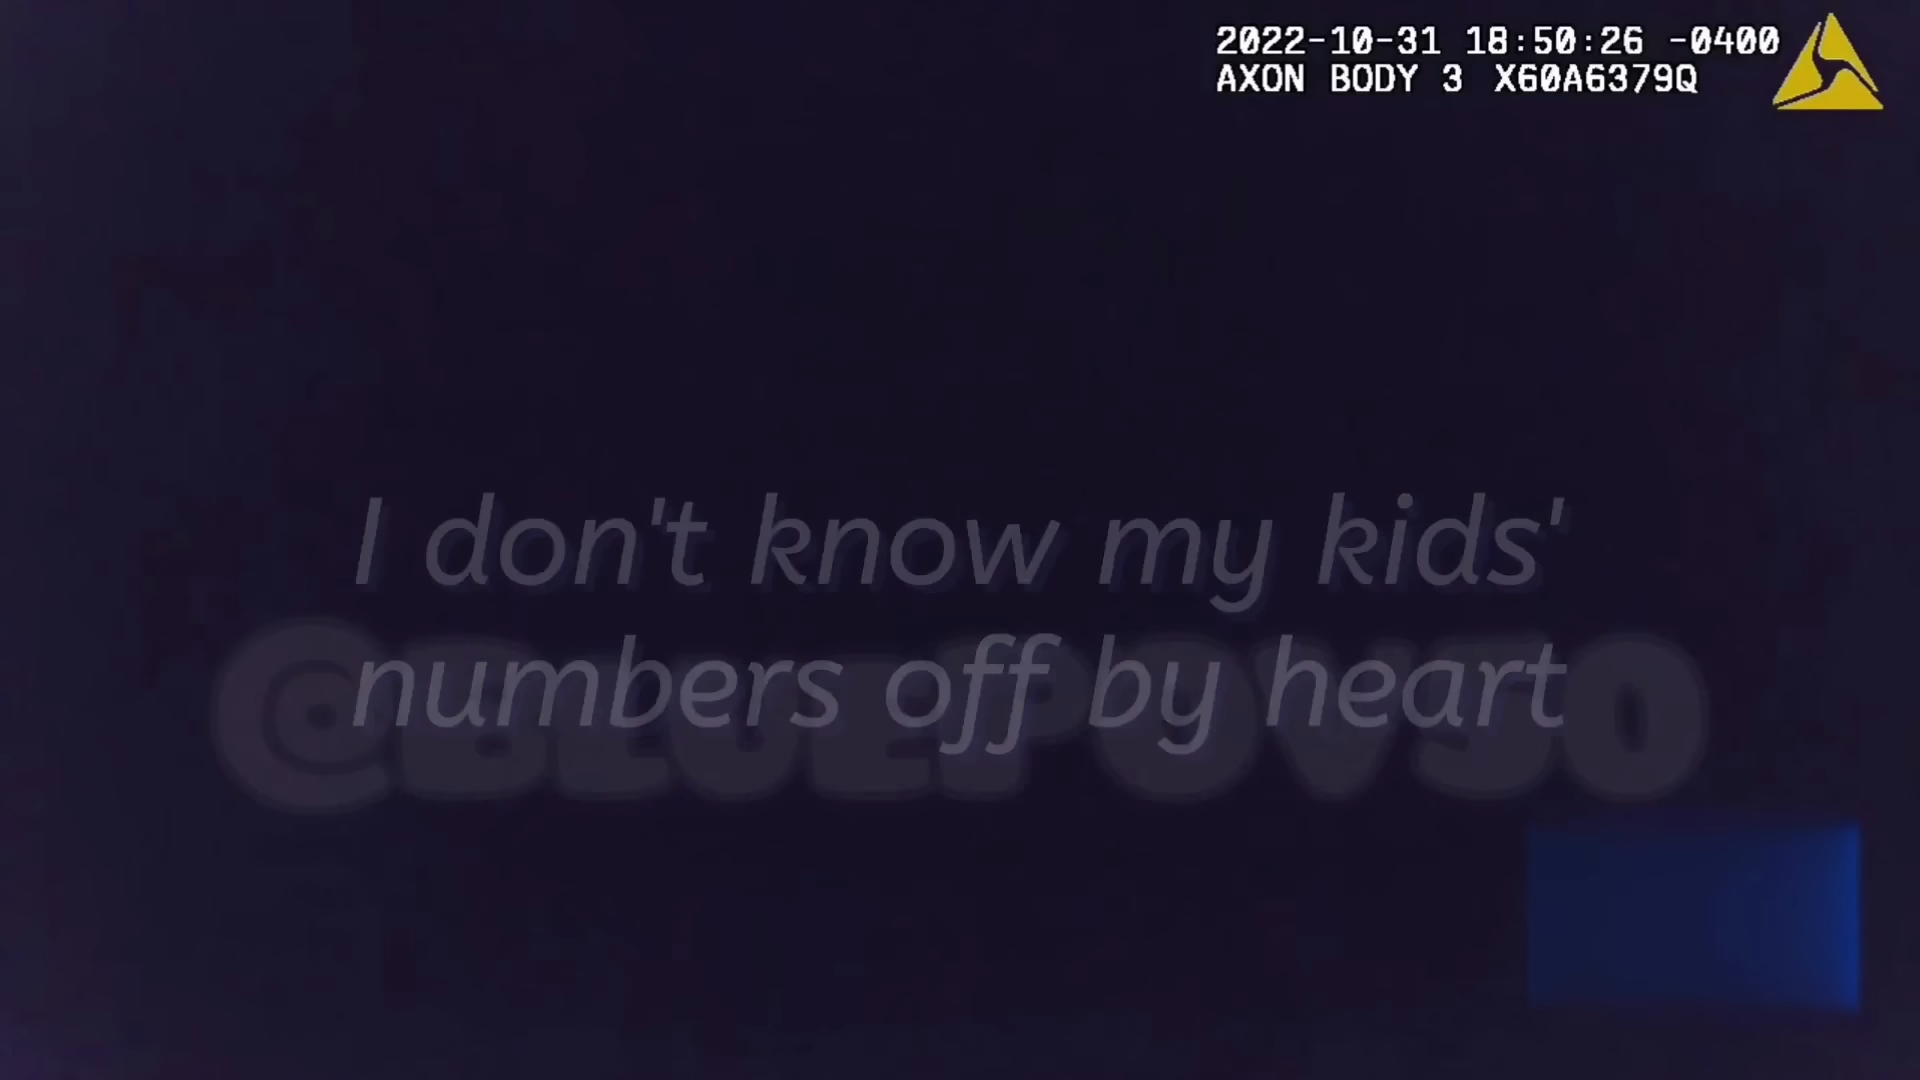 2022-10-31 18:50:26 -0400
AXON BODY 3 X60A6379Q
I don't know my kids'
numbers off by heart
@BLUEPOV50